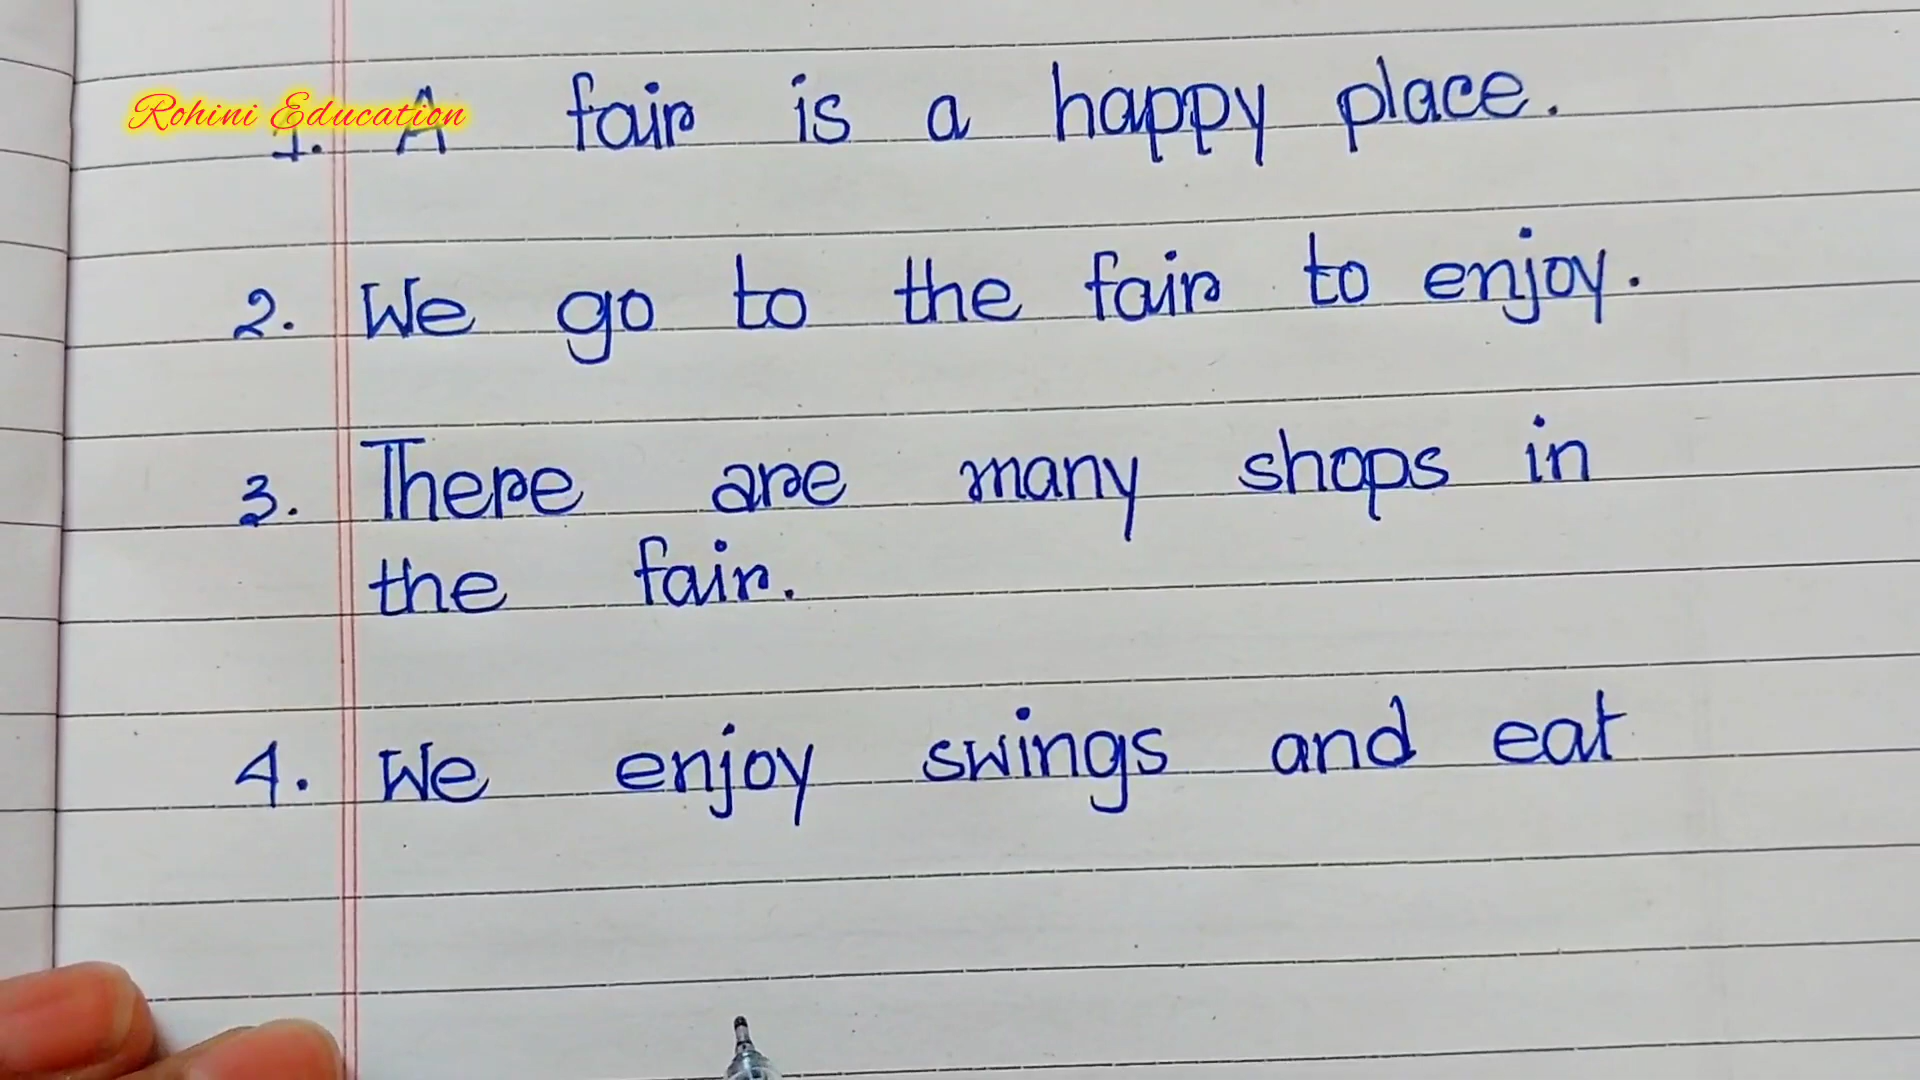 Rohini Education
1. A fair is a happy place.
2. We go to the fair to enjoy.
3. There are many shops in
the fair.
4. We enjoy swings and eat